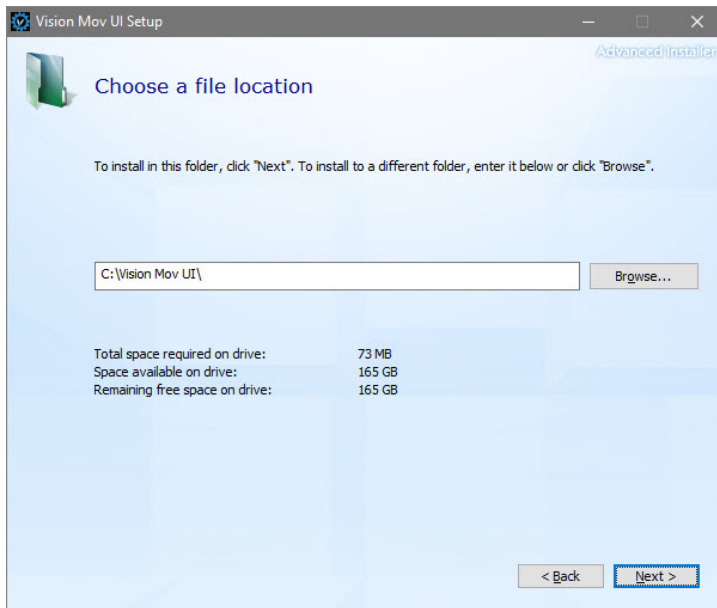 Vision Mov UI Setup
Advanced Installer
Choose a file location
To install in this folder, click "Next". To install to a different folder, enter it below or click "Browse".
C:\Vision Mov UI\
Browse...
Total space required on drive: 73 MB
Space available on drive: 165 GB
Remaining free space on drive: 165 GB
< Back
Next >